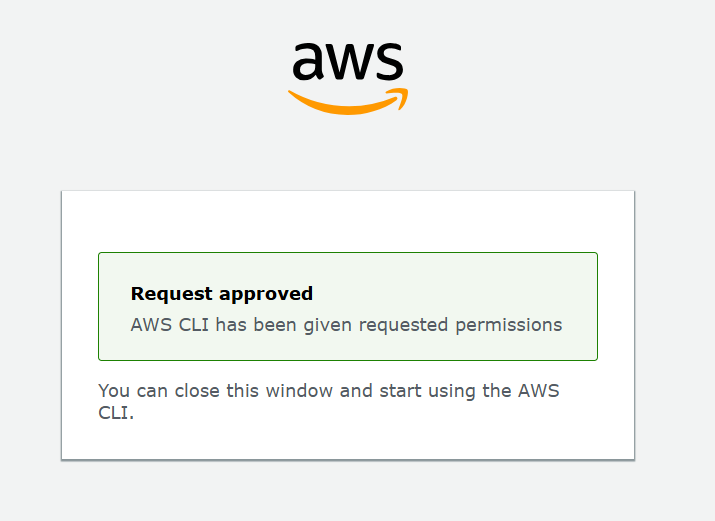 aws
Request approved
AWS CLI has been given requested permissions
You can close this window and start using the AWS
CLI.